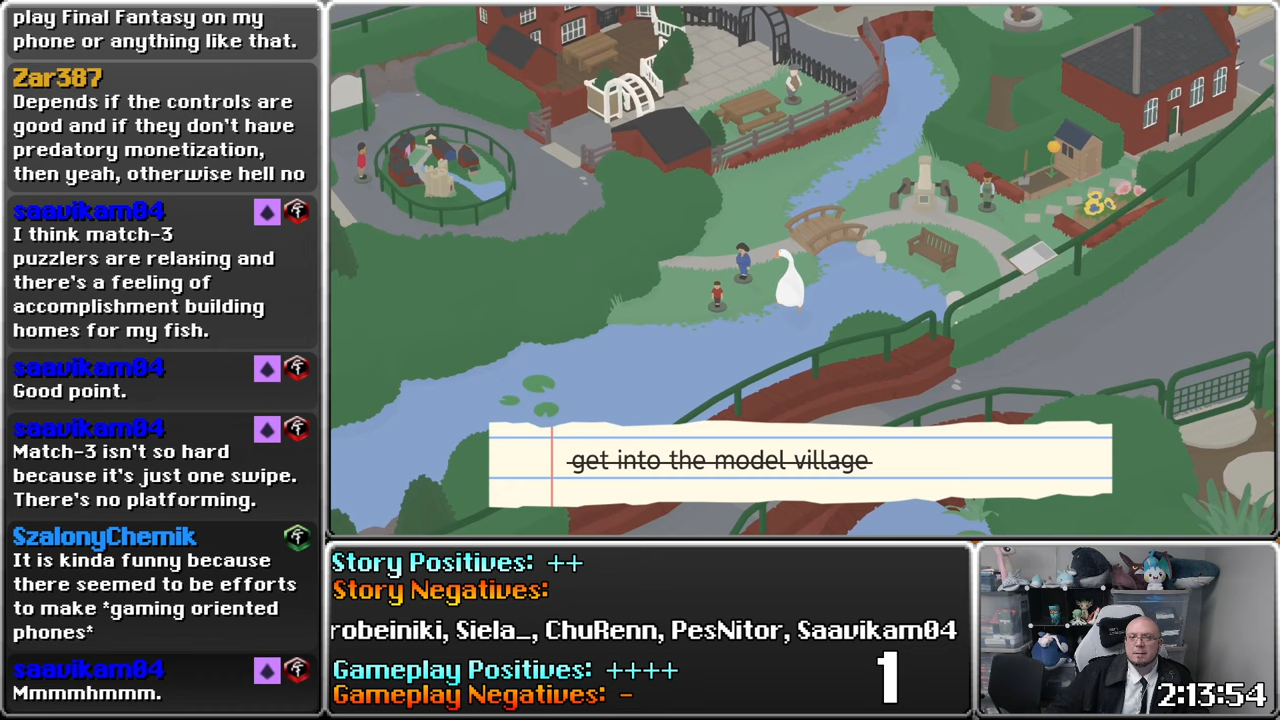 play Final Fantasy on my
phone or anything like that.
Zar387
Depends if the controls are
good and if they don't have
predatory monetization,
then yeah, otherwise hell no
saavikam84
I think match-3
puzzlers are relaxing and
there's a feeling of
accomplishment building
homes for my fish.
saavikam84
Good point.
saavikam84
Match-3 isn't so hard
because it's just one swipe.
There's no platforming.
SzalonyChemik
It is kinda funny because
there seemed to be efforts
to make *gaming oriented
phones*
saavikam84
Mmmmhmmm.
get into the model village
Story Positives: ++
Story Negatives:
robeiniki, Siela_, ChuRenn, PesNitor, Saavikam84
Gameplay Positives: ++++
Gameplay Negatives: -
1
2:13:54